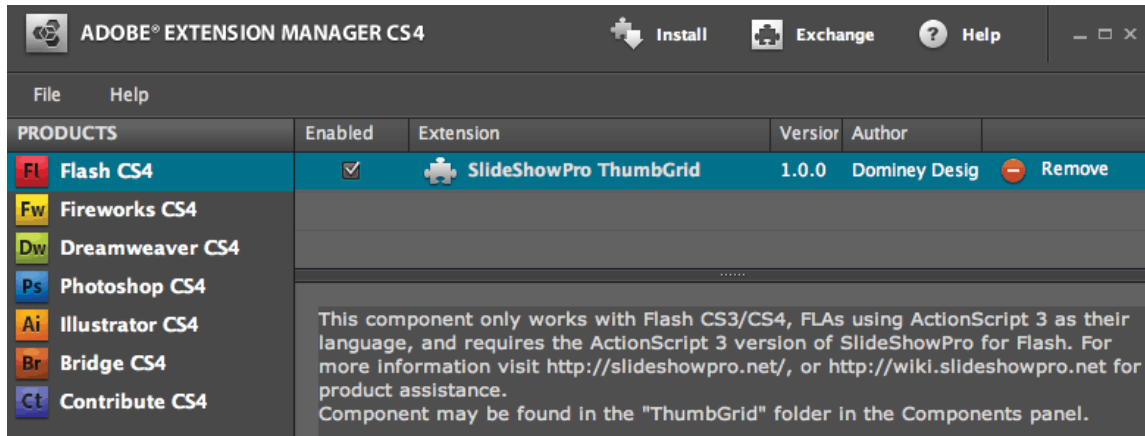 ADOBE® EXTENSION MANAGER CS4 Install Exchange ? Help
File Help
PRODUCTS Enabled Extension Version Author
Fl Flash CS4 SlideShowPro ThumbGrid 1.0.0 Dominey Desig Remove
Fw Fireworks CS4
Dw Dreamweaver CS4
Ps Photoshop CS4
Ai Illustrator CS4
Br Bridge CS4
Ct Contribute CS4
This component only works with Flash CS3/CS4, FLAs using ActionScript 3 as their
language, and requires the ActionScript 3 version of SlideShowPro for Flash. For
more information visit http://slideshowpro.net/, or http://wiki.slideshowpro.net for
product assistance.
Component may be found in the "ThumbGrid" folder in the Components panel.